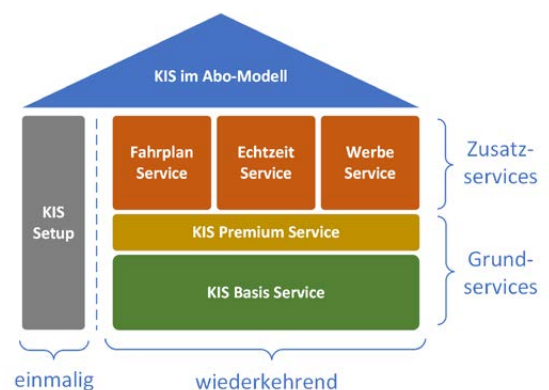 KIS im Abo-Modell
KIS
Setup
Fahrplan
Service
Echtzeit
Service
Werbe
Service
KIS Premium Service
KIS Basis Service
Zusatz-
services
Grund-
services
einmalig
wiederkehrend